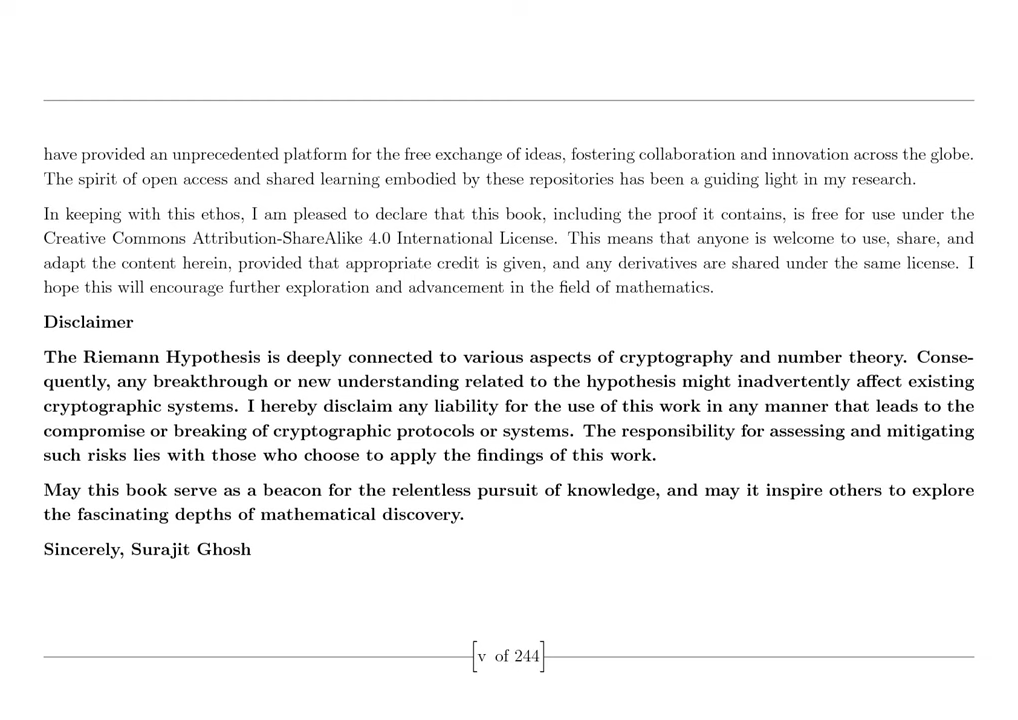 have provided an unprecedented platform for the free exchange of ideas, fostering collaboration and innovation across the globe.
The spirit of open access and shared learning embodied by these repositories has been a guiding light in my research.
In keeping with this ethos, I am pleased to declare that this book, including the proof it contains, is free for use under the
Creative Commons Attribution-ShareAlike 4.0 International License. This means that anyone is welcome to use, share, and
adapt the content herein, provided that appropriate credit is given, and any derivatives are shared under the same license. I
hope this will encourage further exploration and advancement in the field of mathematics.
Disclaimer
The Riemann Hypothesis is deeply connected to various aspects of cryptography and number theory. Conse-
quently, any breakthrough or new understanding related to the hypothesis might inadvertently affect existing
cryptographic systems. I hereby disclaim any liability for the use of this work in any manner that leads to the
compromise or breaking of cryptographic protocols or systems. The responsibility for assessing and mitigating
such risks lies with those who choose to apply the findings of this work.
May this book serve as a beacon for the relentless pursuit of knowledge, and may it inspire others to explore
the fascinating depths of mathematical discovery.
Sincerely, Surajit Ghosh
v of 244